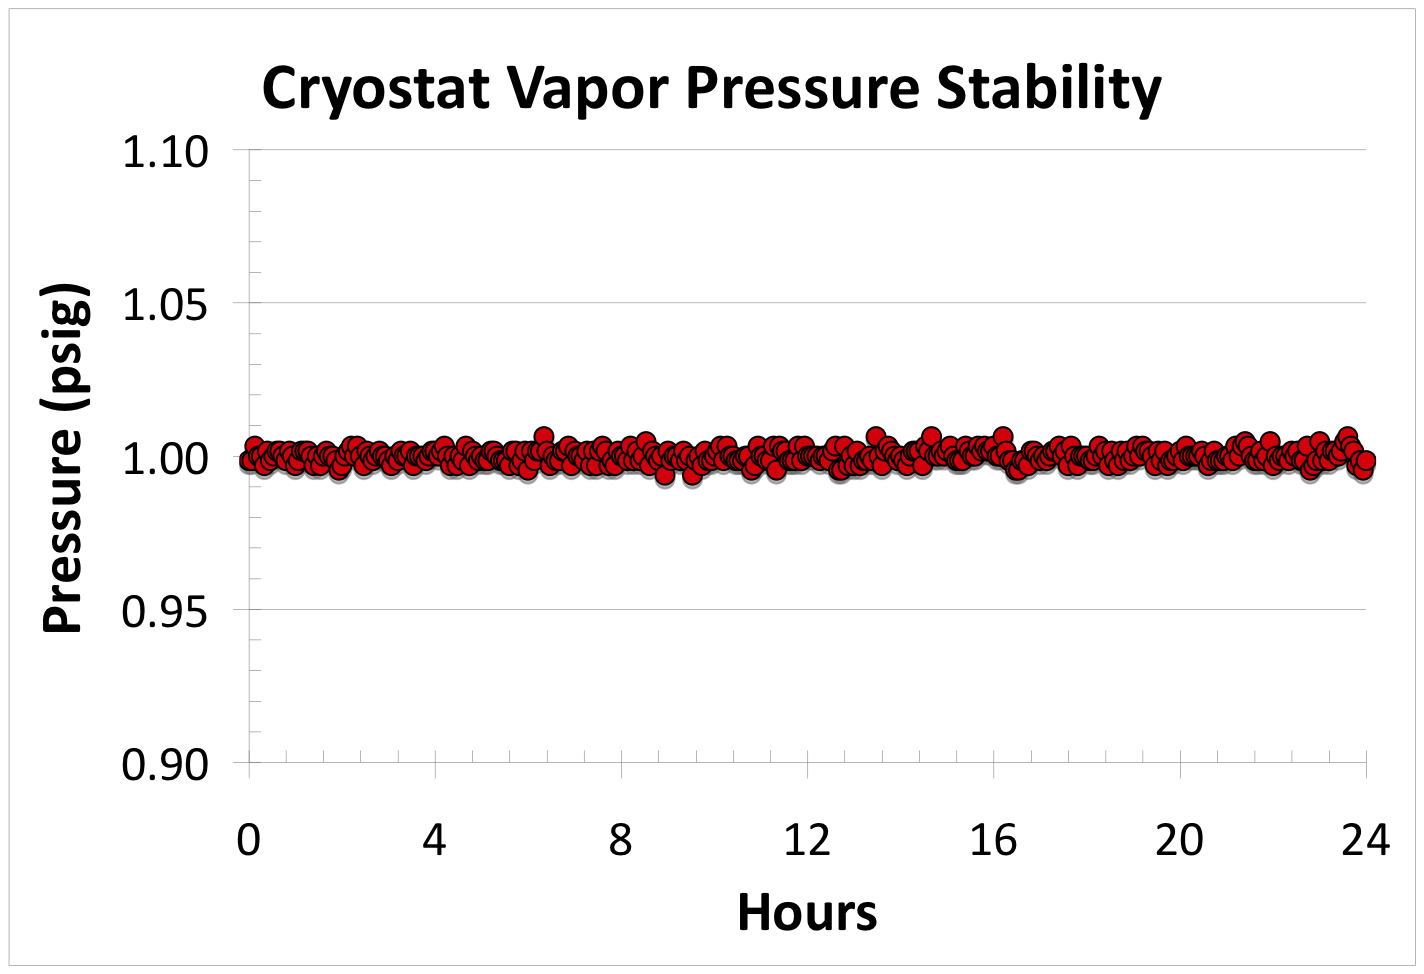 Cryostat Vapor Pressure Stability
1.10
1.05
1.00
0.95
0.90
Pressure (psig)
0 4 8 12 16 20 24
Hours